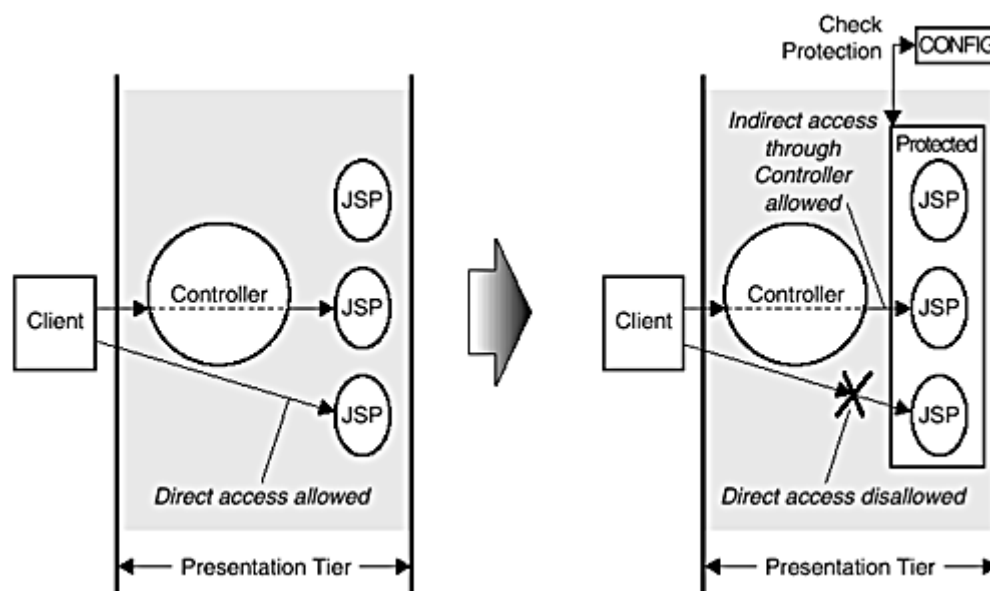 JSP
Controller
JSP
Client
JSP
Direct access allowed
Presentation Tier
Check
Protection
CONFIG
Indirect access
through
Controller
allowed
Protected
JSP
Controller
JSP
Client
JSP
Direct access disallowed
Presentation Tier